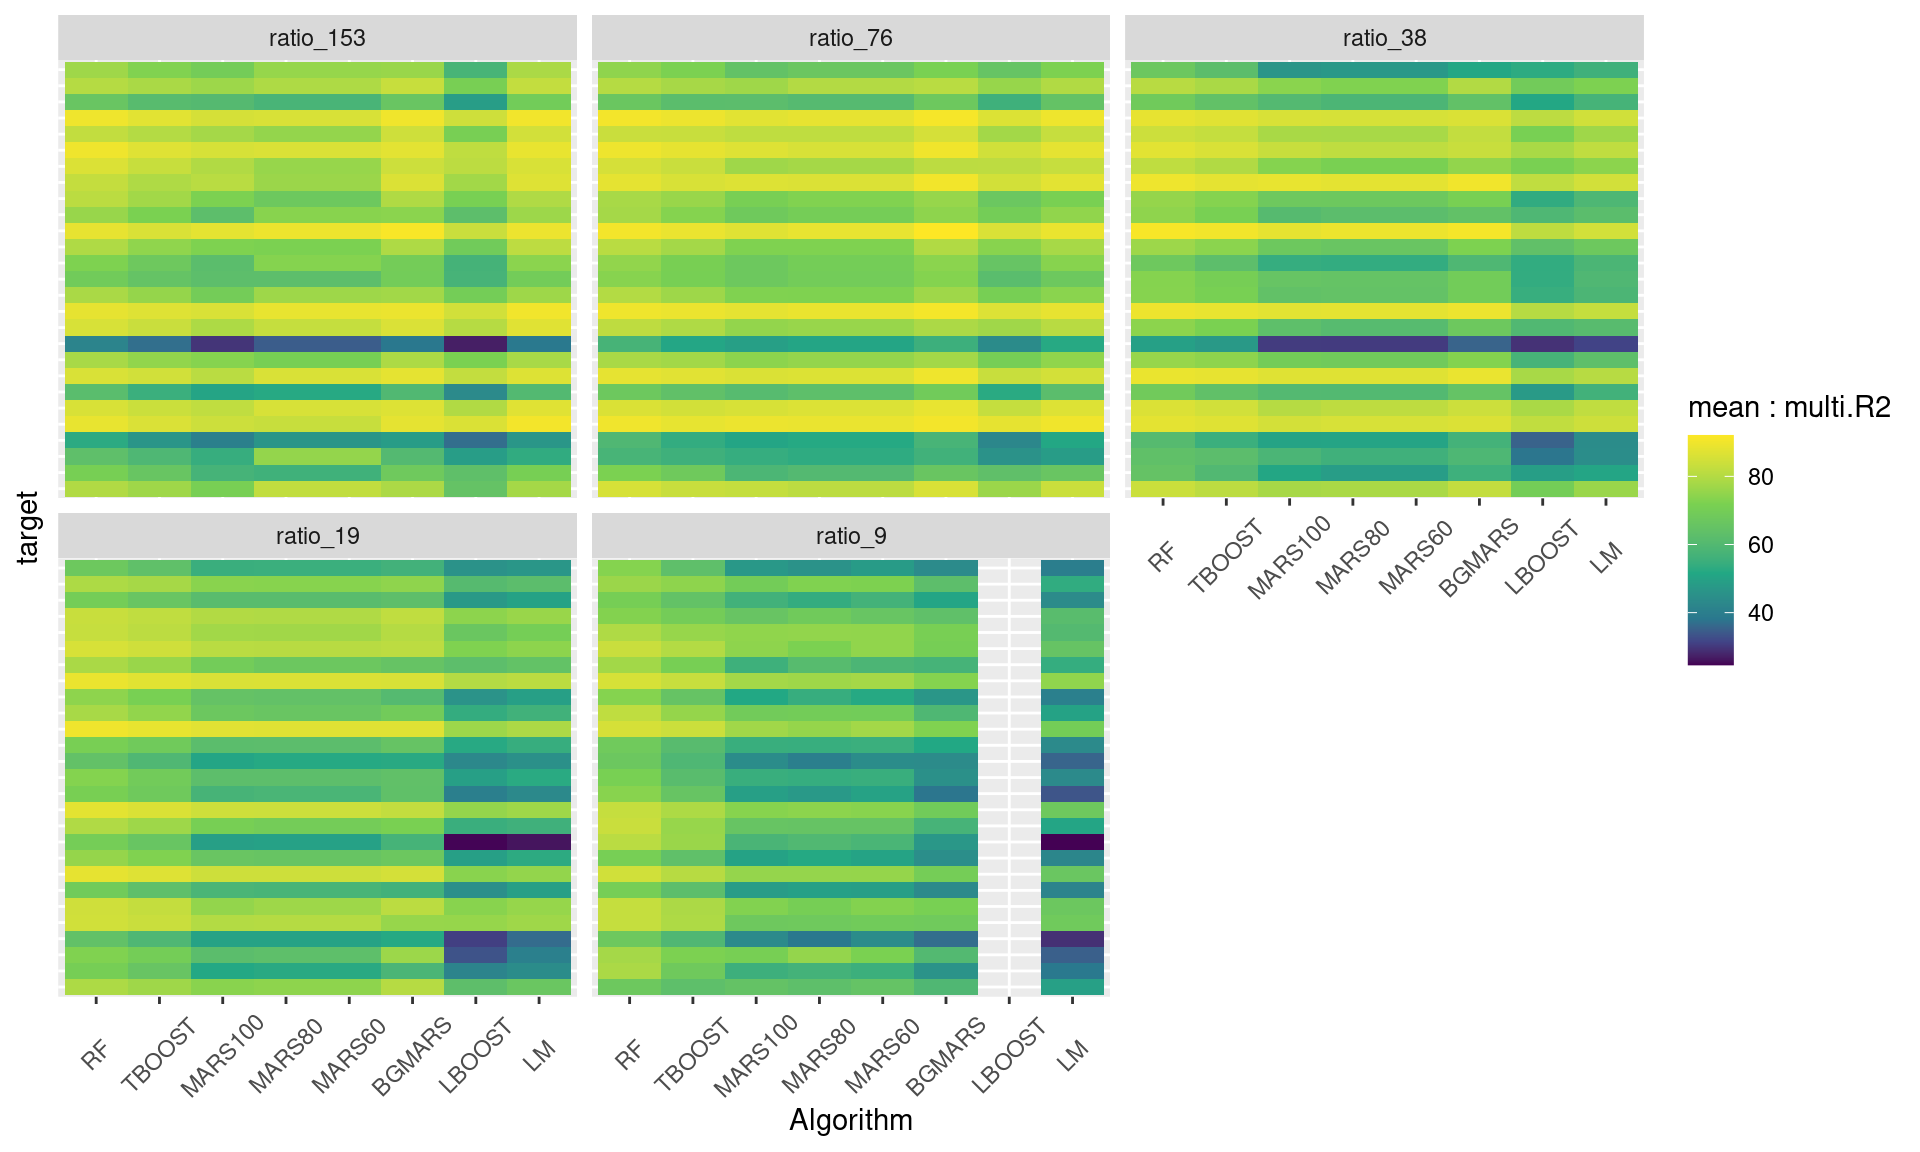 ratio_153
ratio_76
ratio_38
target
mean : multi.R2
80
60
40
RF
TBOOST
MARS100
MARS80
MARS60
BGMARS
LBOOST
LM
ratio_19
ratio_9
RF
TBOOST
MARS100
MARS80
MARS60
BGMARS
LBOOST
LM
RF
TBOOST
MARS100
MARS80
MARS60
BGMARS
LBOOST
LM
Algorithm